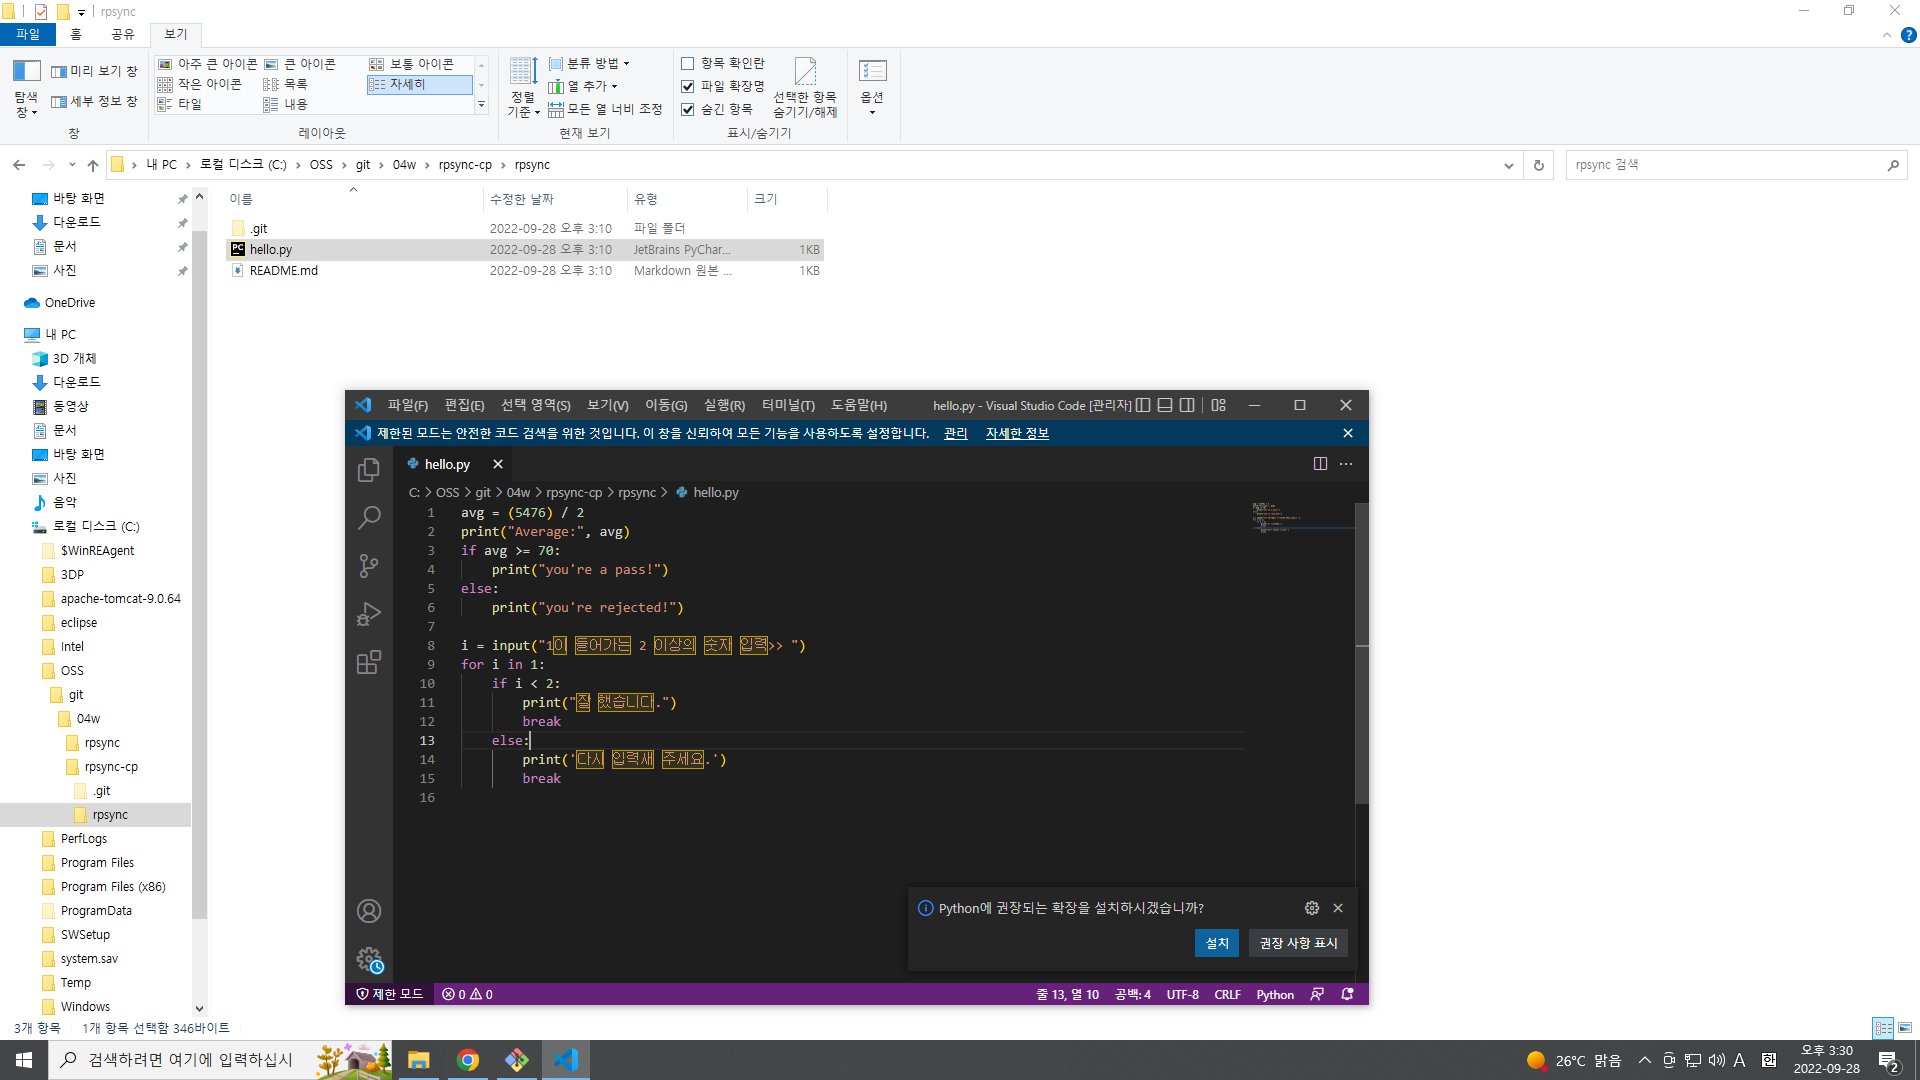 rpsync
파일
홈
공유
보기
탐색
창
미리 보기 창
세부 정보 창
창
아주 큰 아이콘
큰 아이콘
보통 아이콘
작은 아이콘
목록
자세히
타일
내용
레이아웃
정렬
기준
분류 방법
열 추가
모든 열 너비 조정
현재 보기
항목 확인란
파일 확장명
숨긴 항목
선택한 항목
숨기기/해제
표시/숨기기
옵션
내 PC > 로컬 디스크 (C:) > OSS > git > 04w > rpsync-cp > rpsync
rpsync 검색
바탕 화면
다운로드
문서
사진
OneDrive
내 PC
3D 개체
다운로드
동영상
문서
바탕 화면
사진
음악
로컬 디스크 (C:)
$WinREAgent
3DP
apache-tomcat-9.0.64
eclipse
Intel
OSS
git
04w
rpsync
rpsync-cp
.git
rpsync
PerfLogs
Program Files
Program Files (x86)
ProgramData
SWSetup
system.sav
Temp
Windows
이름 수정한 날짜 유형 크기
.git 2022-09-28 오후 3:10 파일 폴더
hello.py 2022-09-28 오후 3:10 JetBrains PyChar... 1KB
README.md 2022-09-28 오후 3:10 Markdown 원본 ... 1KB
파일(F) 편집(E) 선택 영역(S) 보기(V) 이동(G) 실행(R) 터미널(T) 도움말(H) hello.py - Visual Studio Code [관리자]
제한된 모드는 안전한 코드 검색을 위한 것입니다. 이 창을 신뢰하여 모든 기능을 사용하도록 설정합니다. 관리 자세한 정보
hello.py
C: > OSS > git > 04w > rpsync-cp > rpsync > hello.py
1 avg = (5476) / 2
2 print("Average:", avg)
3 if avg >= 70:
4 print("you're a pass!")
5 else:
6 print("you're rejected!")
7
8 i = input("1이 들어가는 2 이상의 숫자 입력>> ")
9 for i in 1:
10 if i < 2:
11 print("잘 했습니다.")
12 break
13 else:
14 print('다시 입력새 주세요.')
15 break
16
Python에 권장되는 확장을 설치하시겠습니까?
설치
권장 사항 표시
제한 모드 0 0 줄 13, 열 10 공백: 4 UTF-8 CRLF Python
3개 항목 1개 항목 선택함 346바이트
검색하려면 여기에 입력하십시
26°C 맑음
A
한
오후 3:30
2022-09-28
2